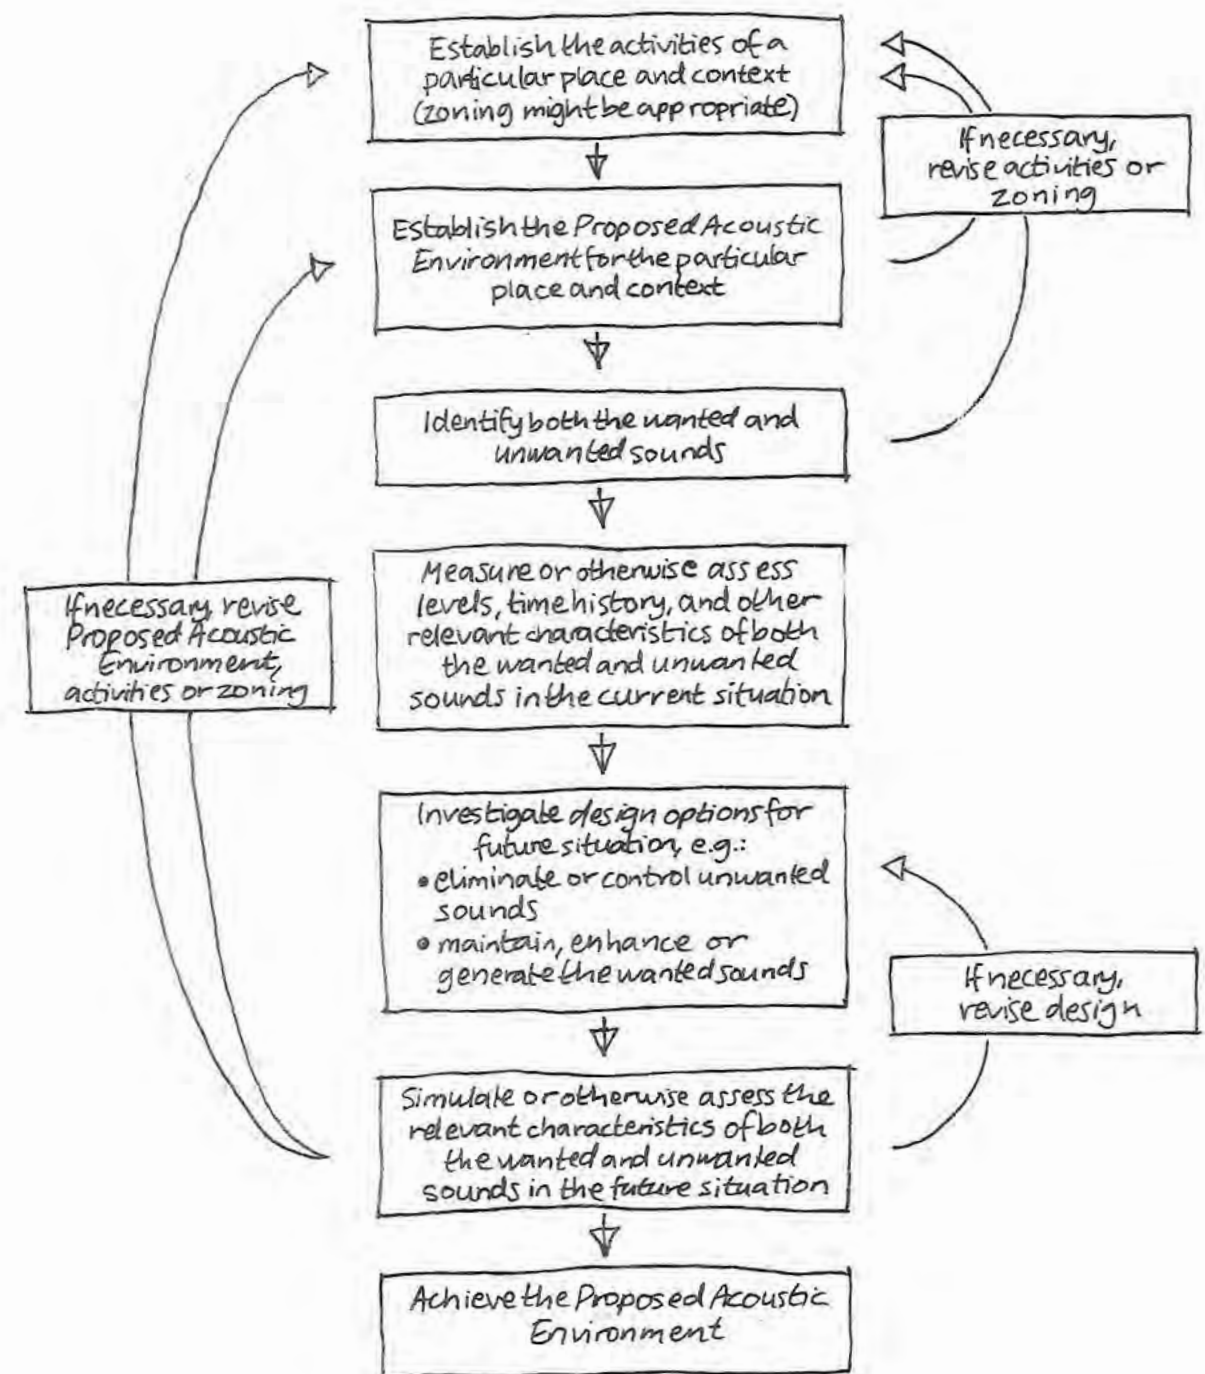 Establish the activities of a
particular place and context
(zoning might be appropriate)
If necessary,
revise activities or
zoning
Establish the Proposed Acoustic
Environment for the particular
place and context
Identify both the wanted and
unwanted sounds
Measure or otherwise assess
levels, time history, and other
relevant characteristics of both
the wanted and unwanted
sounds in the current situation
If necessary, revise
Proposed Acoustic
Environment,
activities or zoning
Investigate design options for
future situation, e.g.:
• eliminate or control unwanted
sounds
• maintain, enhance or
generate the wanted sounds
If necessary,
revise design
Simulate or otherwise assess the
relevant characteristics of both
the wanted and unwanted
sounds in the future situation
Achieve the Proposed Acoustic
Environment